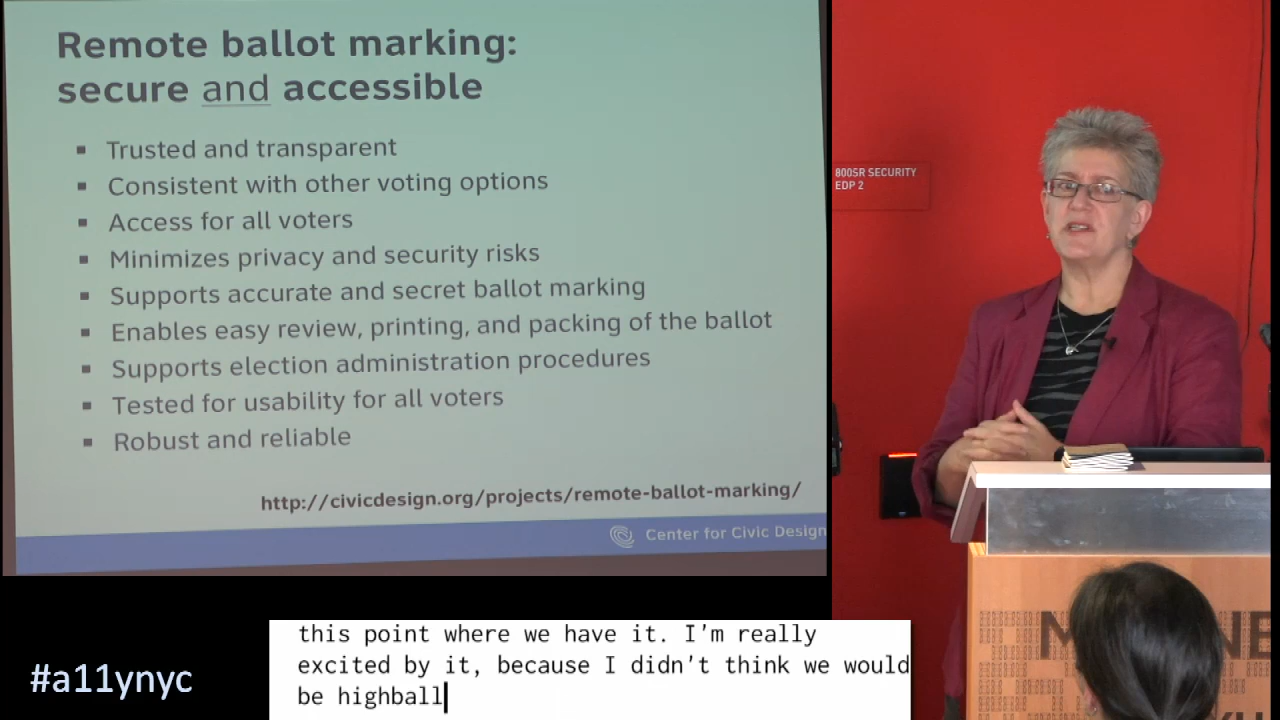 Remote ballot marking:
secure and accessible
▪ Trusted and transparent
▪ Consistent with other voting options
▪ Access for all voters
▪ Minimizes privacy and security risks
▪ Supports accurate and secret ballot marking
▪ Enables easy review, printing, and packing of the ballot
▪ Supports election administration procedures
▪ Tested for usability for all voters
▪ Robust and reliable
http://civicdesign.org/projects/remote-ballot-marking/
Center for Civic Design
800SR SECURITY
EDP 2
#a11ynyc
this point where we have it. I'm really
excited by it, because I didn't think we would
be highball